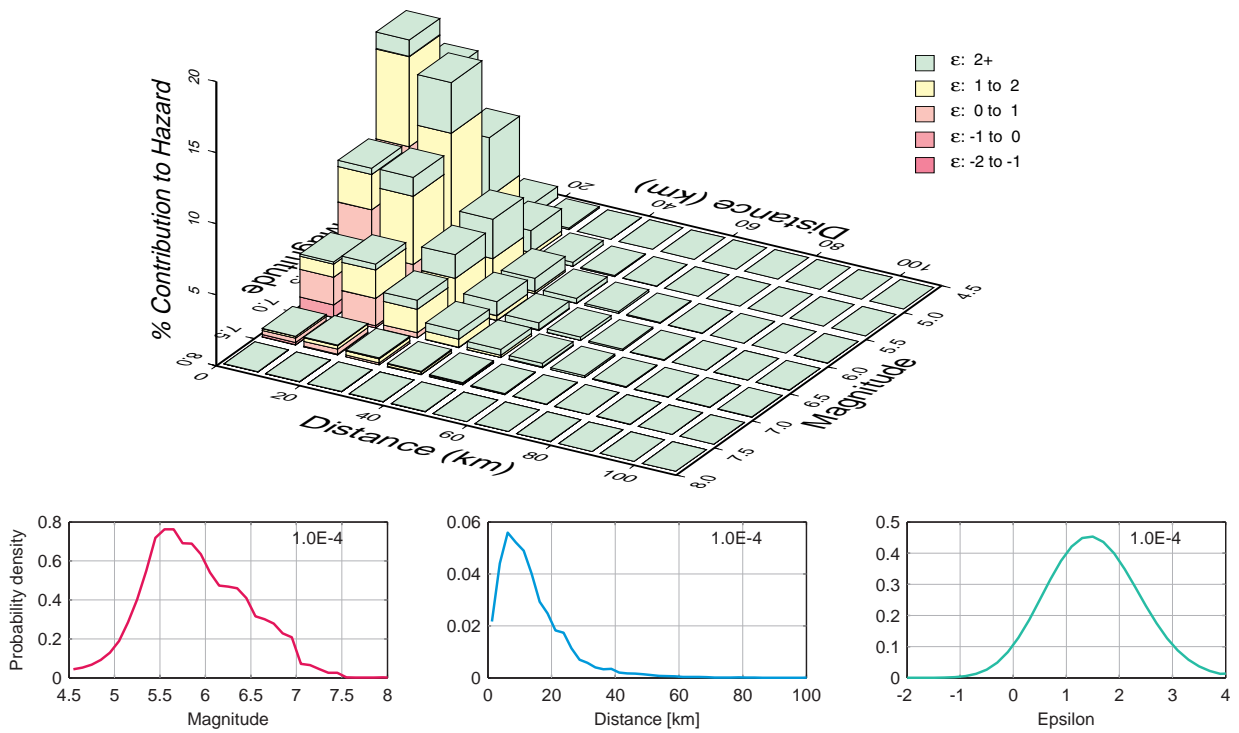 20
15
10
5
% Contribution to Hazard
ε: 2+
ε: 1 to 2
ε: 0 to 1
ε: -1 to 0
ε: -2 to -1
20
40
60
80
100
Distance (km)
Magnitude
7.0
7.5
8.0
0
20
40
60
80
100
Distance (km)
4.5
5.0
5.5
6.0
6.5
7.0
7.5
8.0
Magnitude
0.8
0.6
0.4
0.2
0
Probability density
1.0E-4
4.5 5 5.5 6 6.5 7 7.5 8
Magnitude
0.06
0.04
0.02
0
1.0E-4
0 20 40 60 80 100
Distance [km]
0.5
0.4
0.3
0.2
0.1
0
1.0E-4
-2 -1 0 1 2 3 4
Epsilon